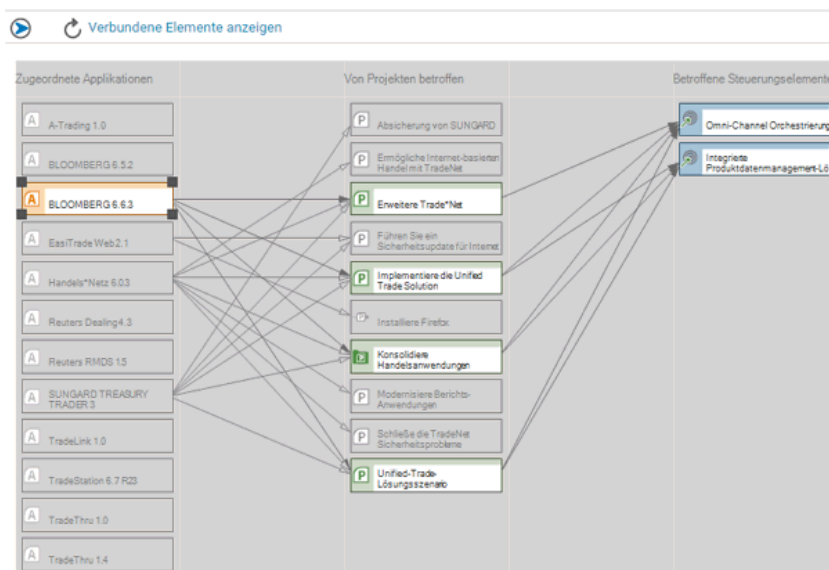 Verbundene Elemente anzeigen
Zugeordnete Applikationen
Von Projekten betroffen
Betroffene Steuerungselemente
A-Trading 1.0
BLOOMBERG 6.5.2
BLOOMBERG 6.6.3
EasiTrade Web2.1
Handels*Netz 6.0.3
Reuters Dealing4.3
Reuters RMDS 1.5
SUNGARD TREASURY
TRADER 3
TradeLink 1.0
TradeStation 6.7 R23
TradeThru 1.0
TradeThru 1.4
Absicherung von SUNGARD
Ermögliche Internet-basierten
Handel mit TradeNet
Erweitere Trade*Net
Führen Sie ein
Sicherheitsupdate für Internet
Implementiere die Unified
Trade Solution
Installiere Firefox
Konsolidiere
Handelsanwendungen
Modernisiere Berichts-
Anwendungen
Schließe die TradeNet
Sicherheitsprobleme
Unified-Trade-
Lösungsszenario
Omni-Channel Orchestrierung
Integrierte
Produktdatenmanagement-Lö